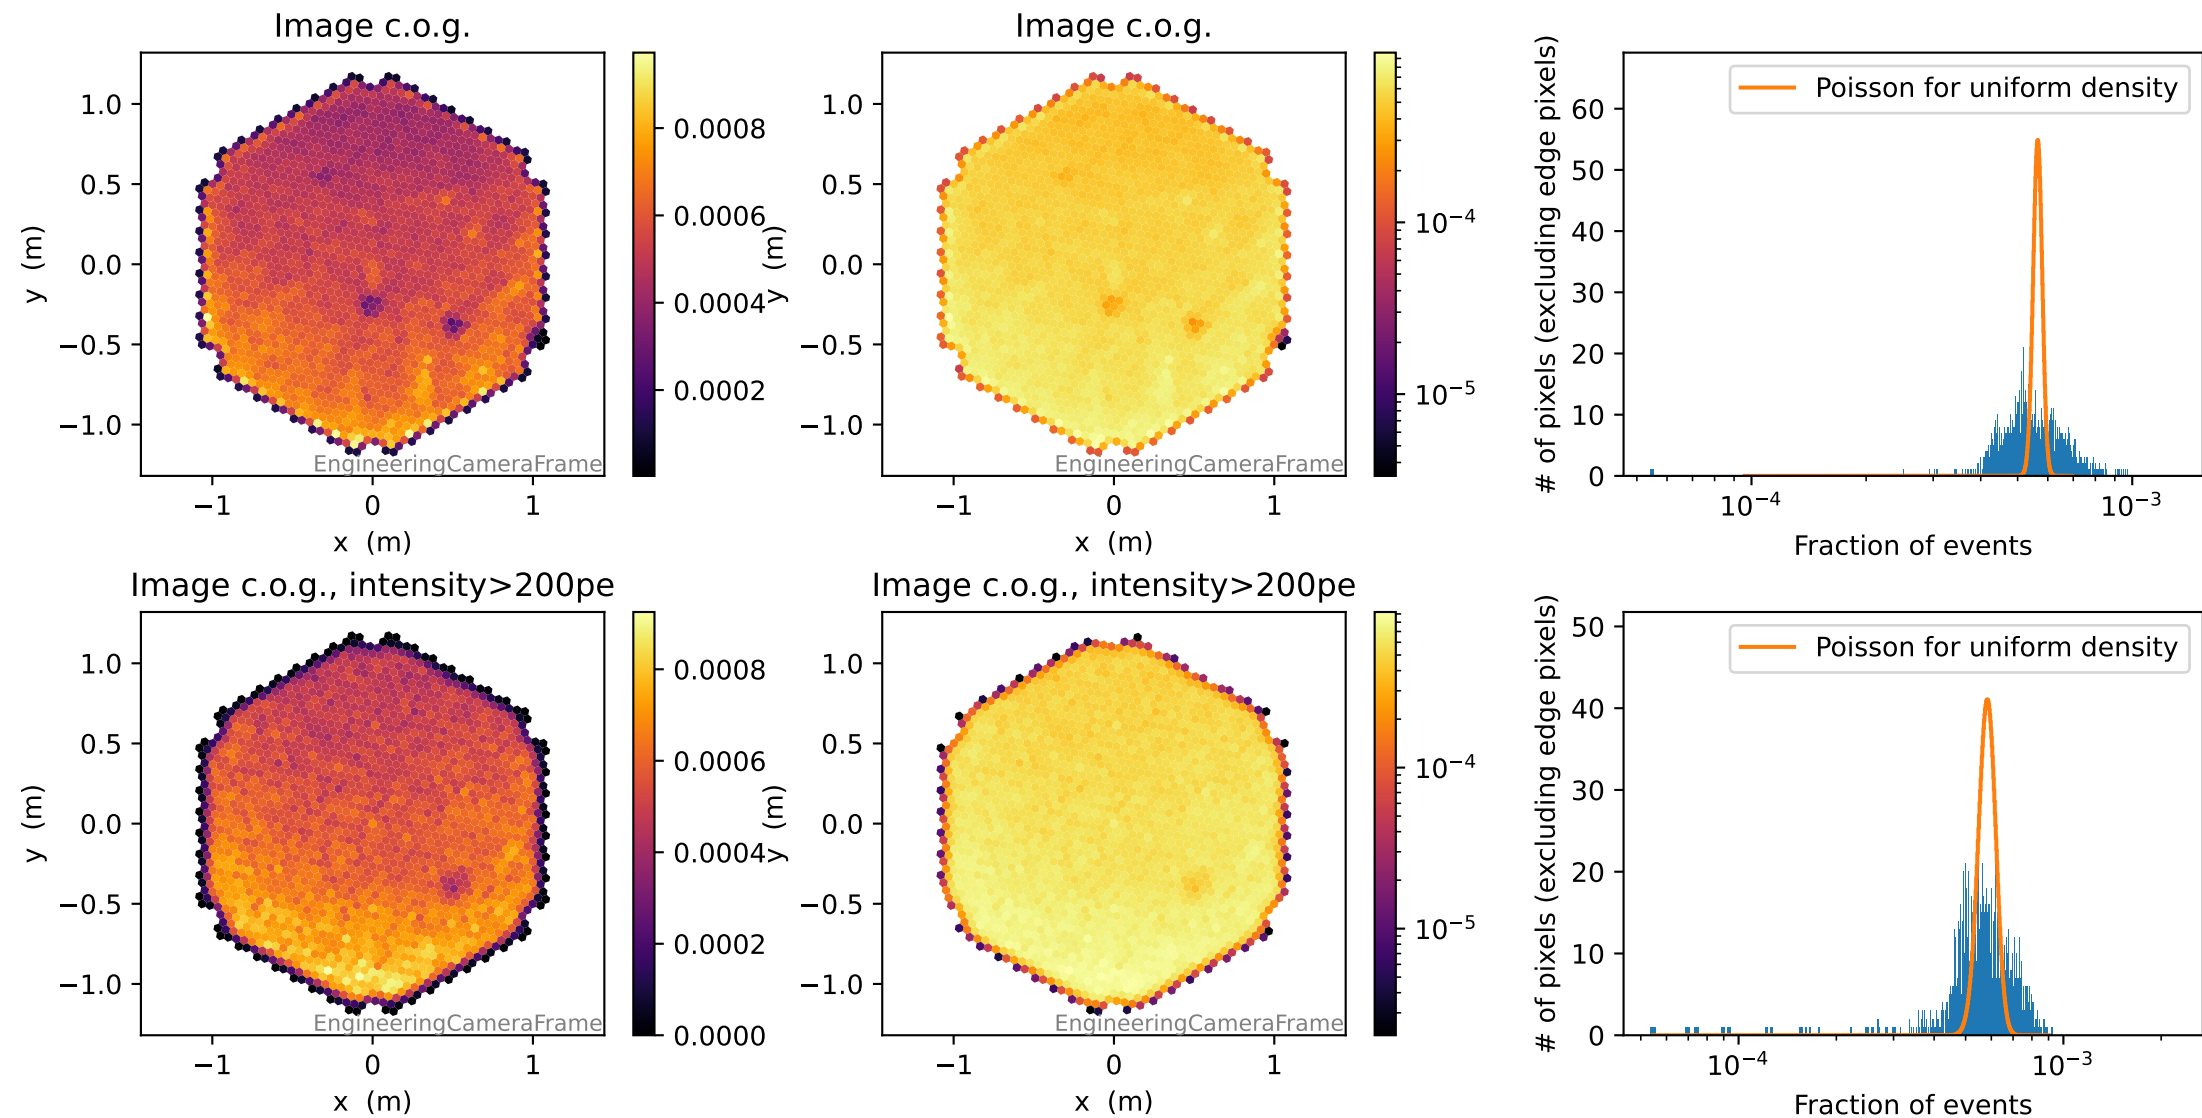 Image c.o.g.
y (m)
1.0
0.5
0.0
−0.5
−1.0
−1
0
1
x (m)
EngineeringCameraFrame
0.0008
0.0006
0.0004
0.0002
Image c.o.g.
y (m)
1.0
0.5
0.0
−0.5
−1.0
−1
0
1
x (m)
EngineeringCameraFrame
10⁻⁴
10⁻⁵
# of pixels (excluding edge pixels)
60
50
40
30
20
10
0
Poisson for uniform density
10⁻⁴
10⁻³
Fraction of events
Image c.o.g., intensity>200pe
y (m)
1.0
0.5
0.0
−0.5
−1.0
−1
0
1
x (m)
EngineeringCameraFrame
0.0008
0.0006
0.0004
0.0002
0.0000
Image c.o.g., intensity>200pe
y (m)
1.0
0.5
0.0
−0.5
−1.0
−1
0
1
x (m)
EngineeringCameraFrame
10⁻⁴
10⁻⁵
# of pixels (excluding edge pixels)
50
40
30
20
10
0
Poisson for uniform density
10⁻⁴
10⁻³
Fraction of events